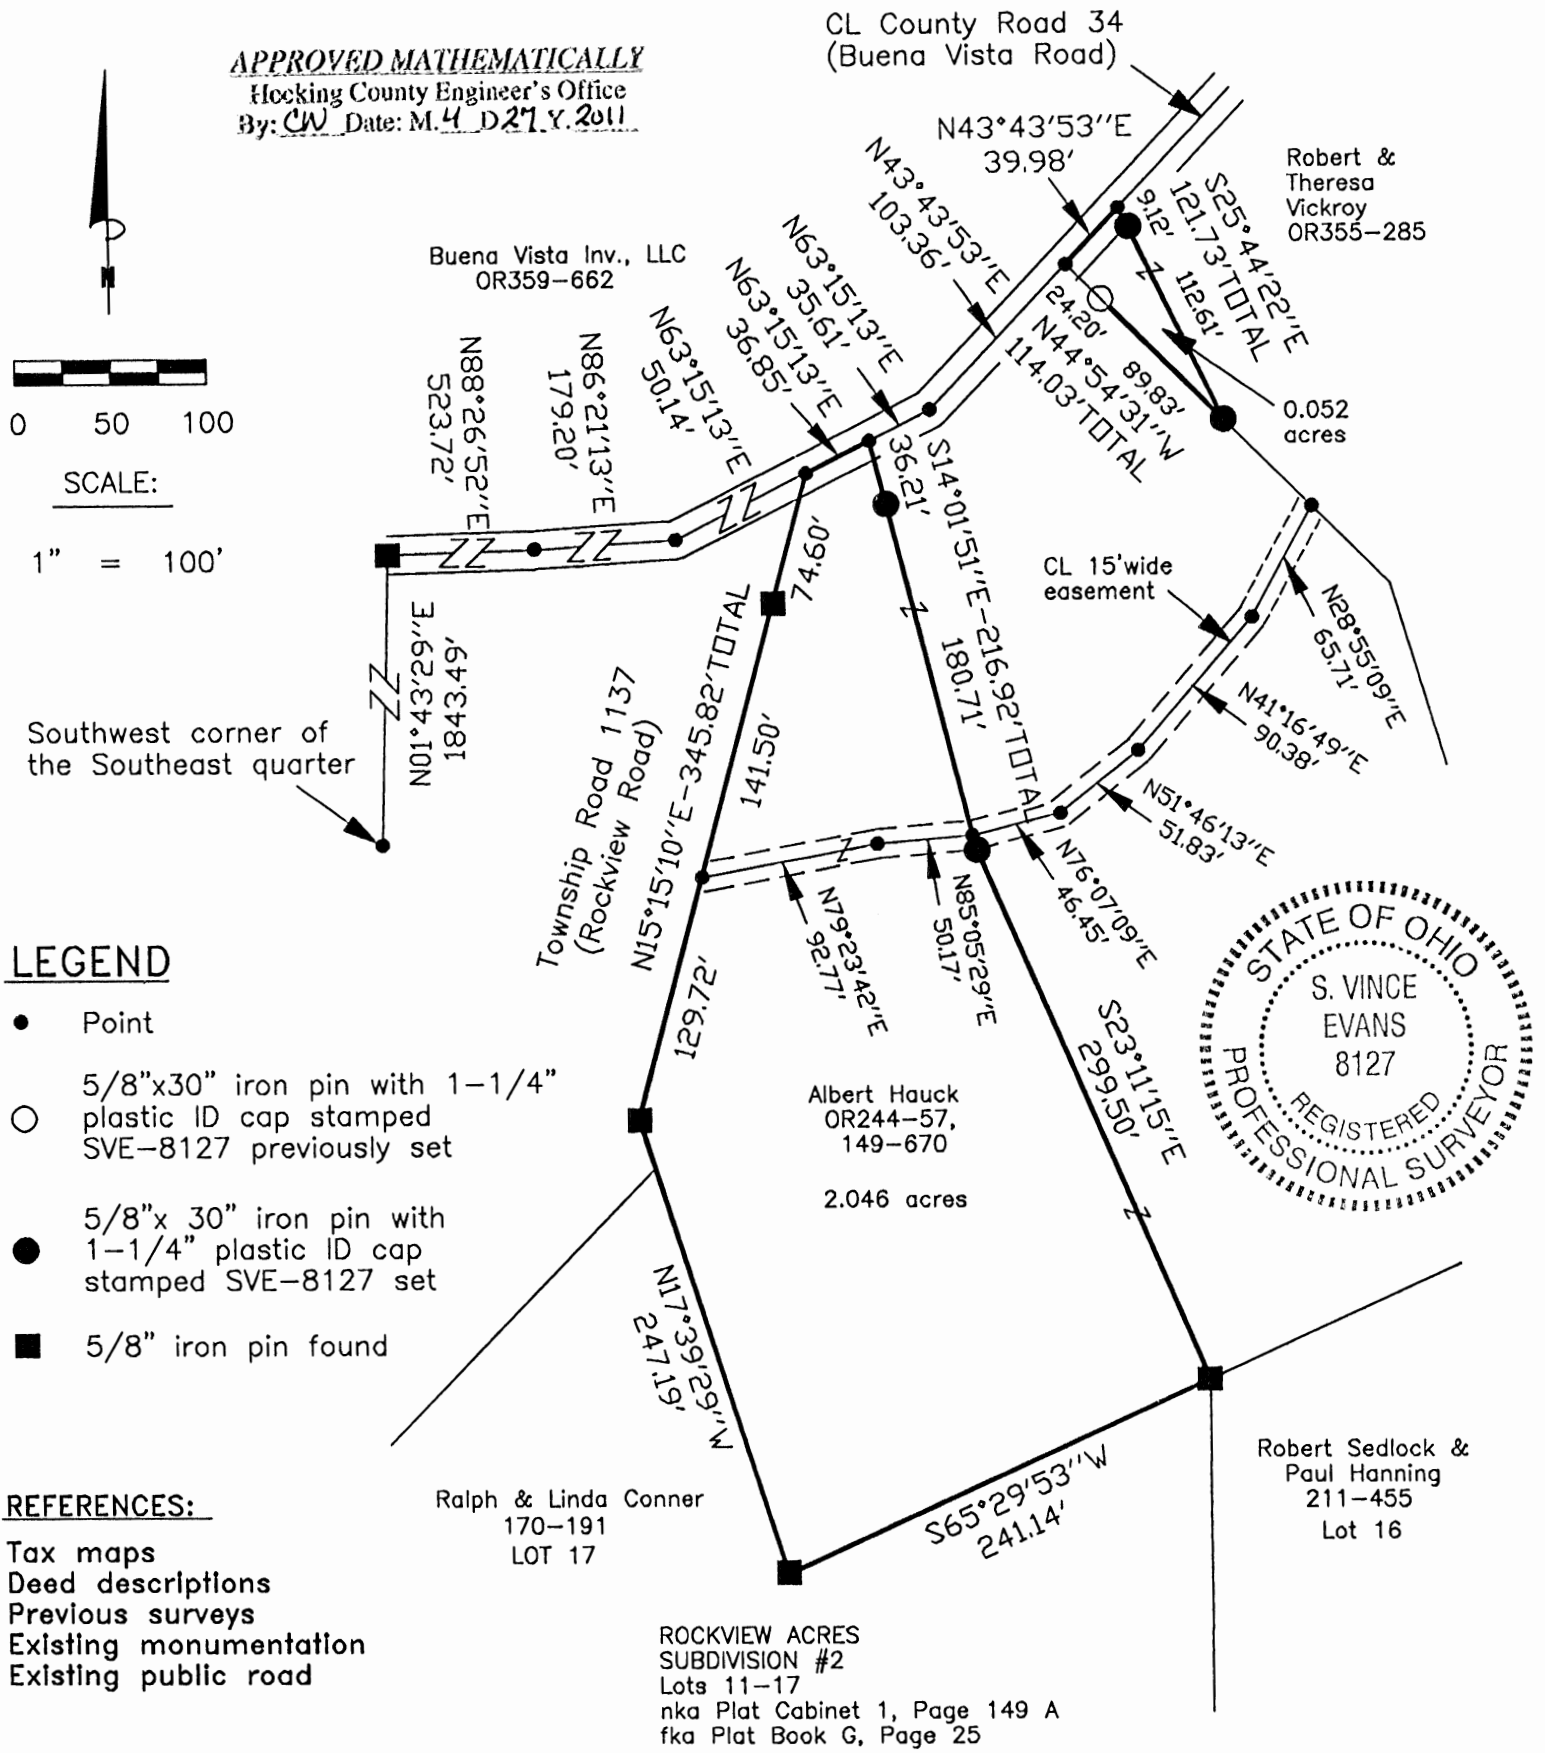 CL County Road 34
(Buena Vista Road)
APPROVED MATHEMATICALLY
Hocking County Engineer's Office
By: CW Date: M. 4 D 27 Y. 2011
N43°43'53"E
39.98'
N43°43'53"E
103.36'
9.12'
S25°44'22"E
121.73'TOTAL
112.61'
Robert &
Theresa
Vickroy
OR355-285
Buena Vista Inv., LLC
OR359-662
N63°15'13"E
35.61'
N63°15'13"E
36.85'
N63°15'13"E
50.14'
N86°21'13"E
179.20'
N88°26'52"E
523.72'
24.20'
89.83'
N44°54'31"W
114.03'TOTAL
0.052
acres
N
0 50 100
SCALE:
1" = 100'
36.21'
S14°01'51"E-216.92'TOTAL
180.71'
74.60'
CL 15'wide
easement
N28°55'09"E
65.71'
N41°16'49"E
90.38'
N51°46'13"E
51.83'
N76°07'09"E
46.45'
N85°05'29"E
50.17'
N79°23'42"E
92.77'
N01°43'29"E
1843.49'
Southwest corner of
the Southeast quarter
Township Road 1137
(Rockview Road)
N15°15'10"E-345.82'TOTAL
141.50'
129.72'
LEGEND
Point
5/8"x30" iron pin with 1-1/4"
plastic ID cap stamped
SVE-8127 previously set
5/8"x 30" iron pin with
1-1/4" plastic ID cap
stamped SVE-8127 set
5/8" iron pin found
STATE OF OHIO
S. VINCE
EVANS
8127
REGISTERED
PROFESSIONAL SURVEYOR
Albert Hauck
OR244-57,
149-670
2.046 acres
S23°11'15"E
299.50'
N17°39'29"W
247.19'
S65°29'53"W
241.14'
Ralph & Linda Conner
170-191
LOT 17
Robert Sedlock &
Paul Hanning
211-455
Lot 16
REFERENCES:
Tax maps
Deed descriptions
Previous surveys
Existing monumentation
Existing public road
ROCKVIEW ACRES
SUBDIVISION #2
Lots 11-17
nka Plat Cabinet 1, Page 149 A
fka Plat Book G, Page 25